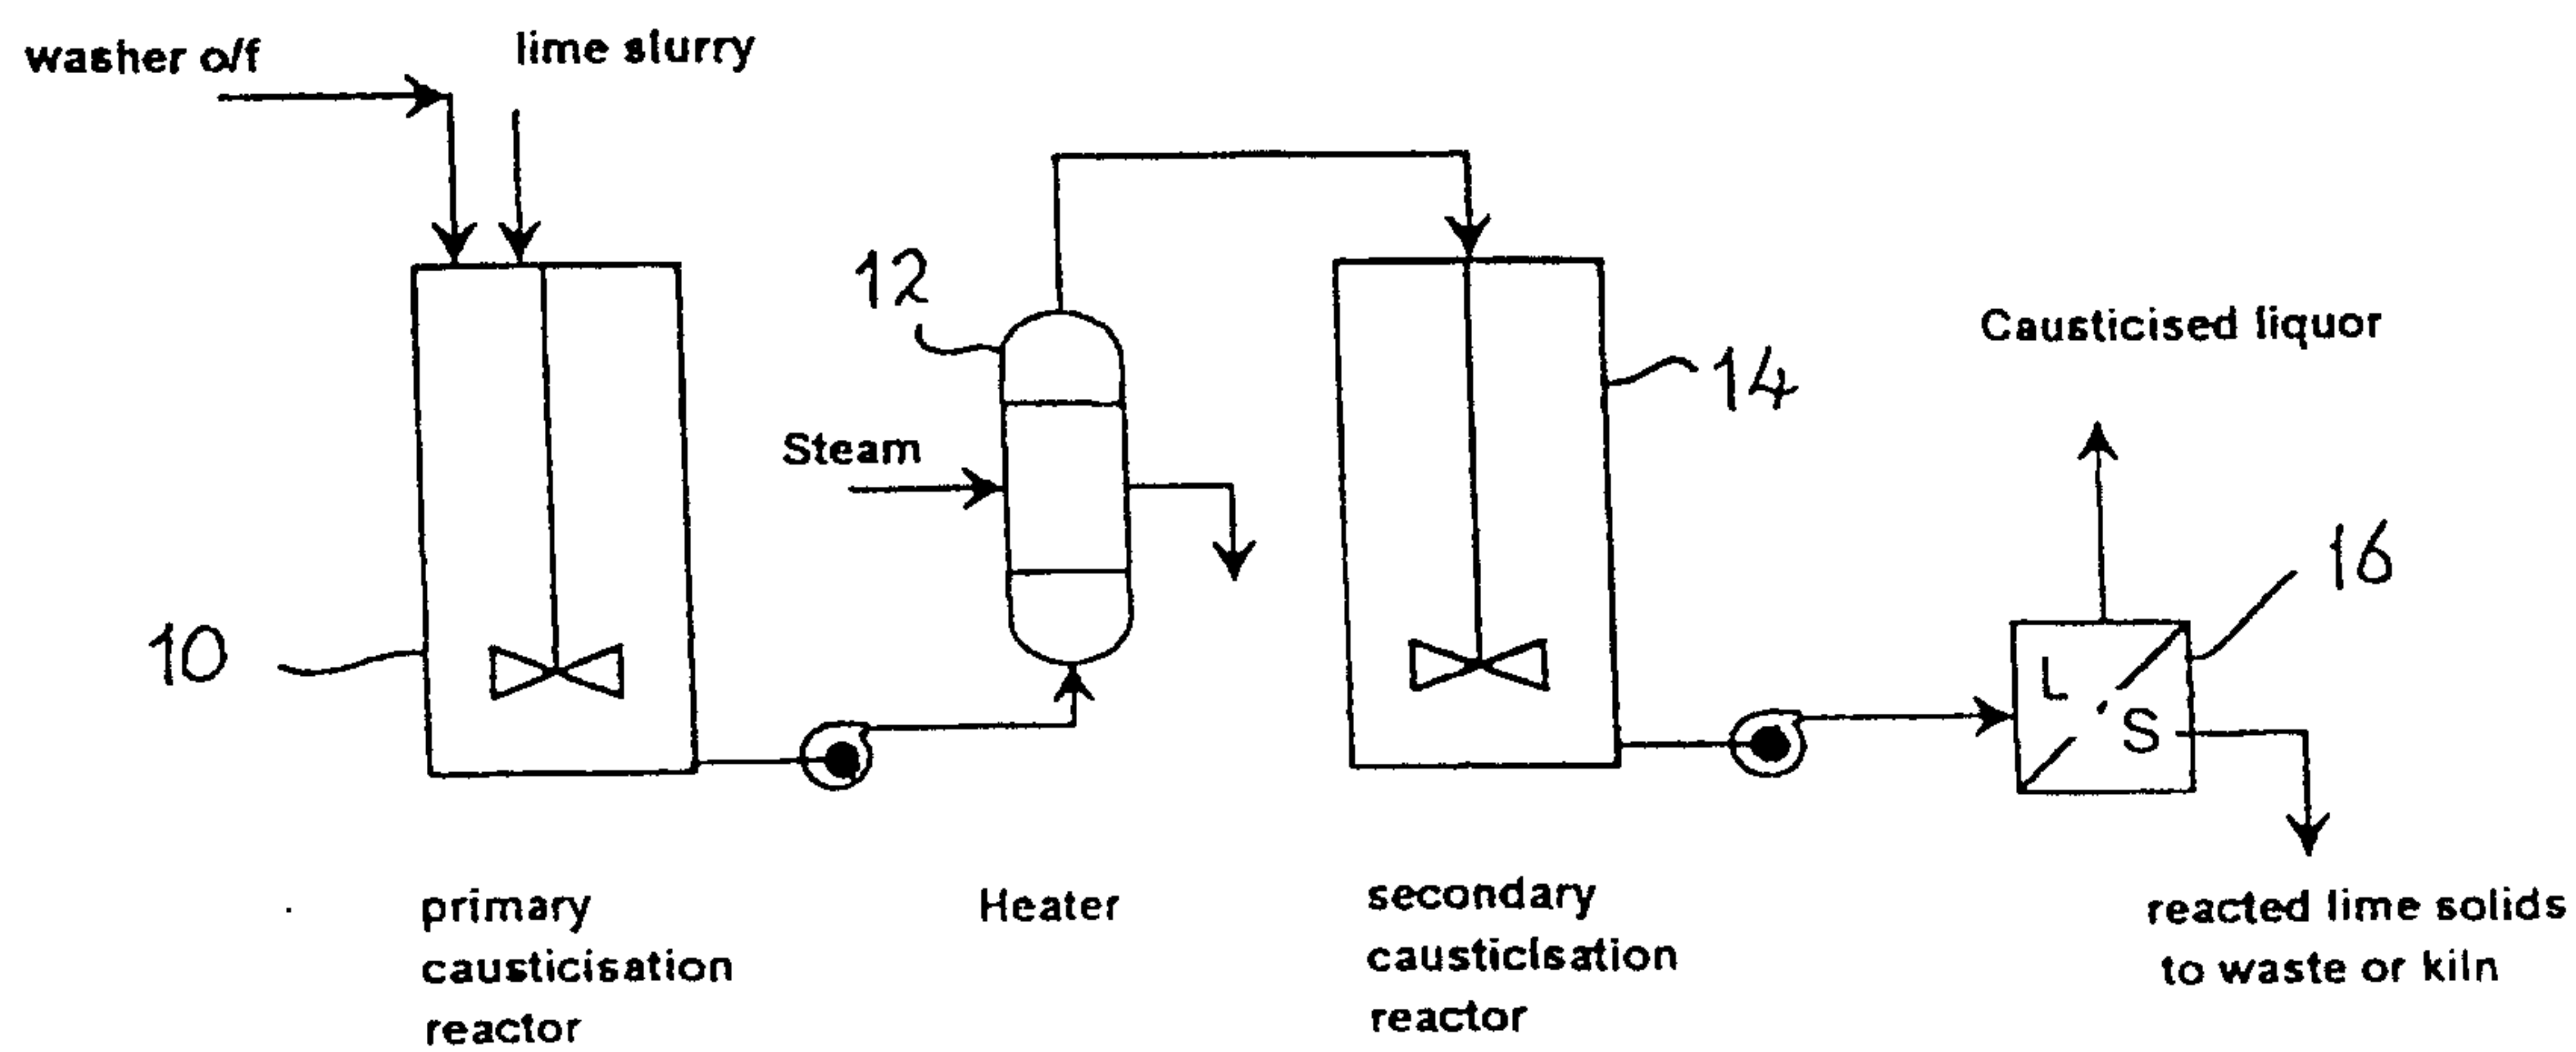 washer o/f
lime slurry
12
Steam
14
Causticised liquor
10
16
L
S
primary
causticisation
reactor
Heater
secondary
causticisation
reactor
reacted lime solids
to waste or kiln